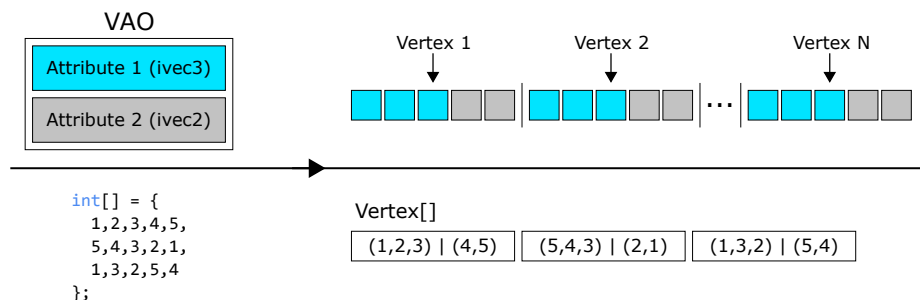 VAO
Attribute 1 (ivec3)
Attribute 2 (ivec2)
Vertex 1
Vertex 2
Vertex N
...
int[] = {
1,2,3,4,5,
5,4,3,2,1,
1,3,2,5,4
};
Vertex[]
(1,2,3) | (4,5)
(5,4,3) | (2,1)
(1,3,2) | (5,4)